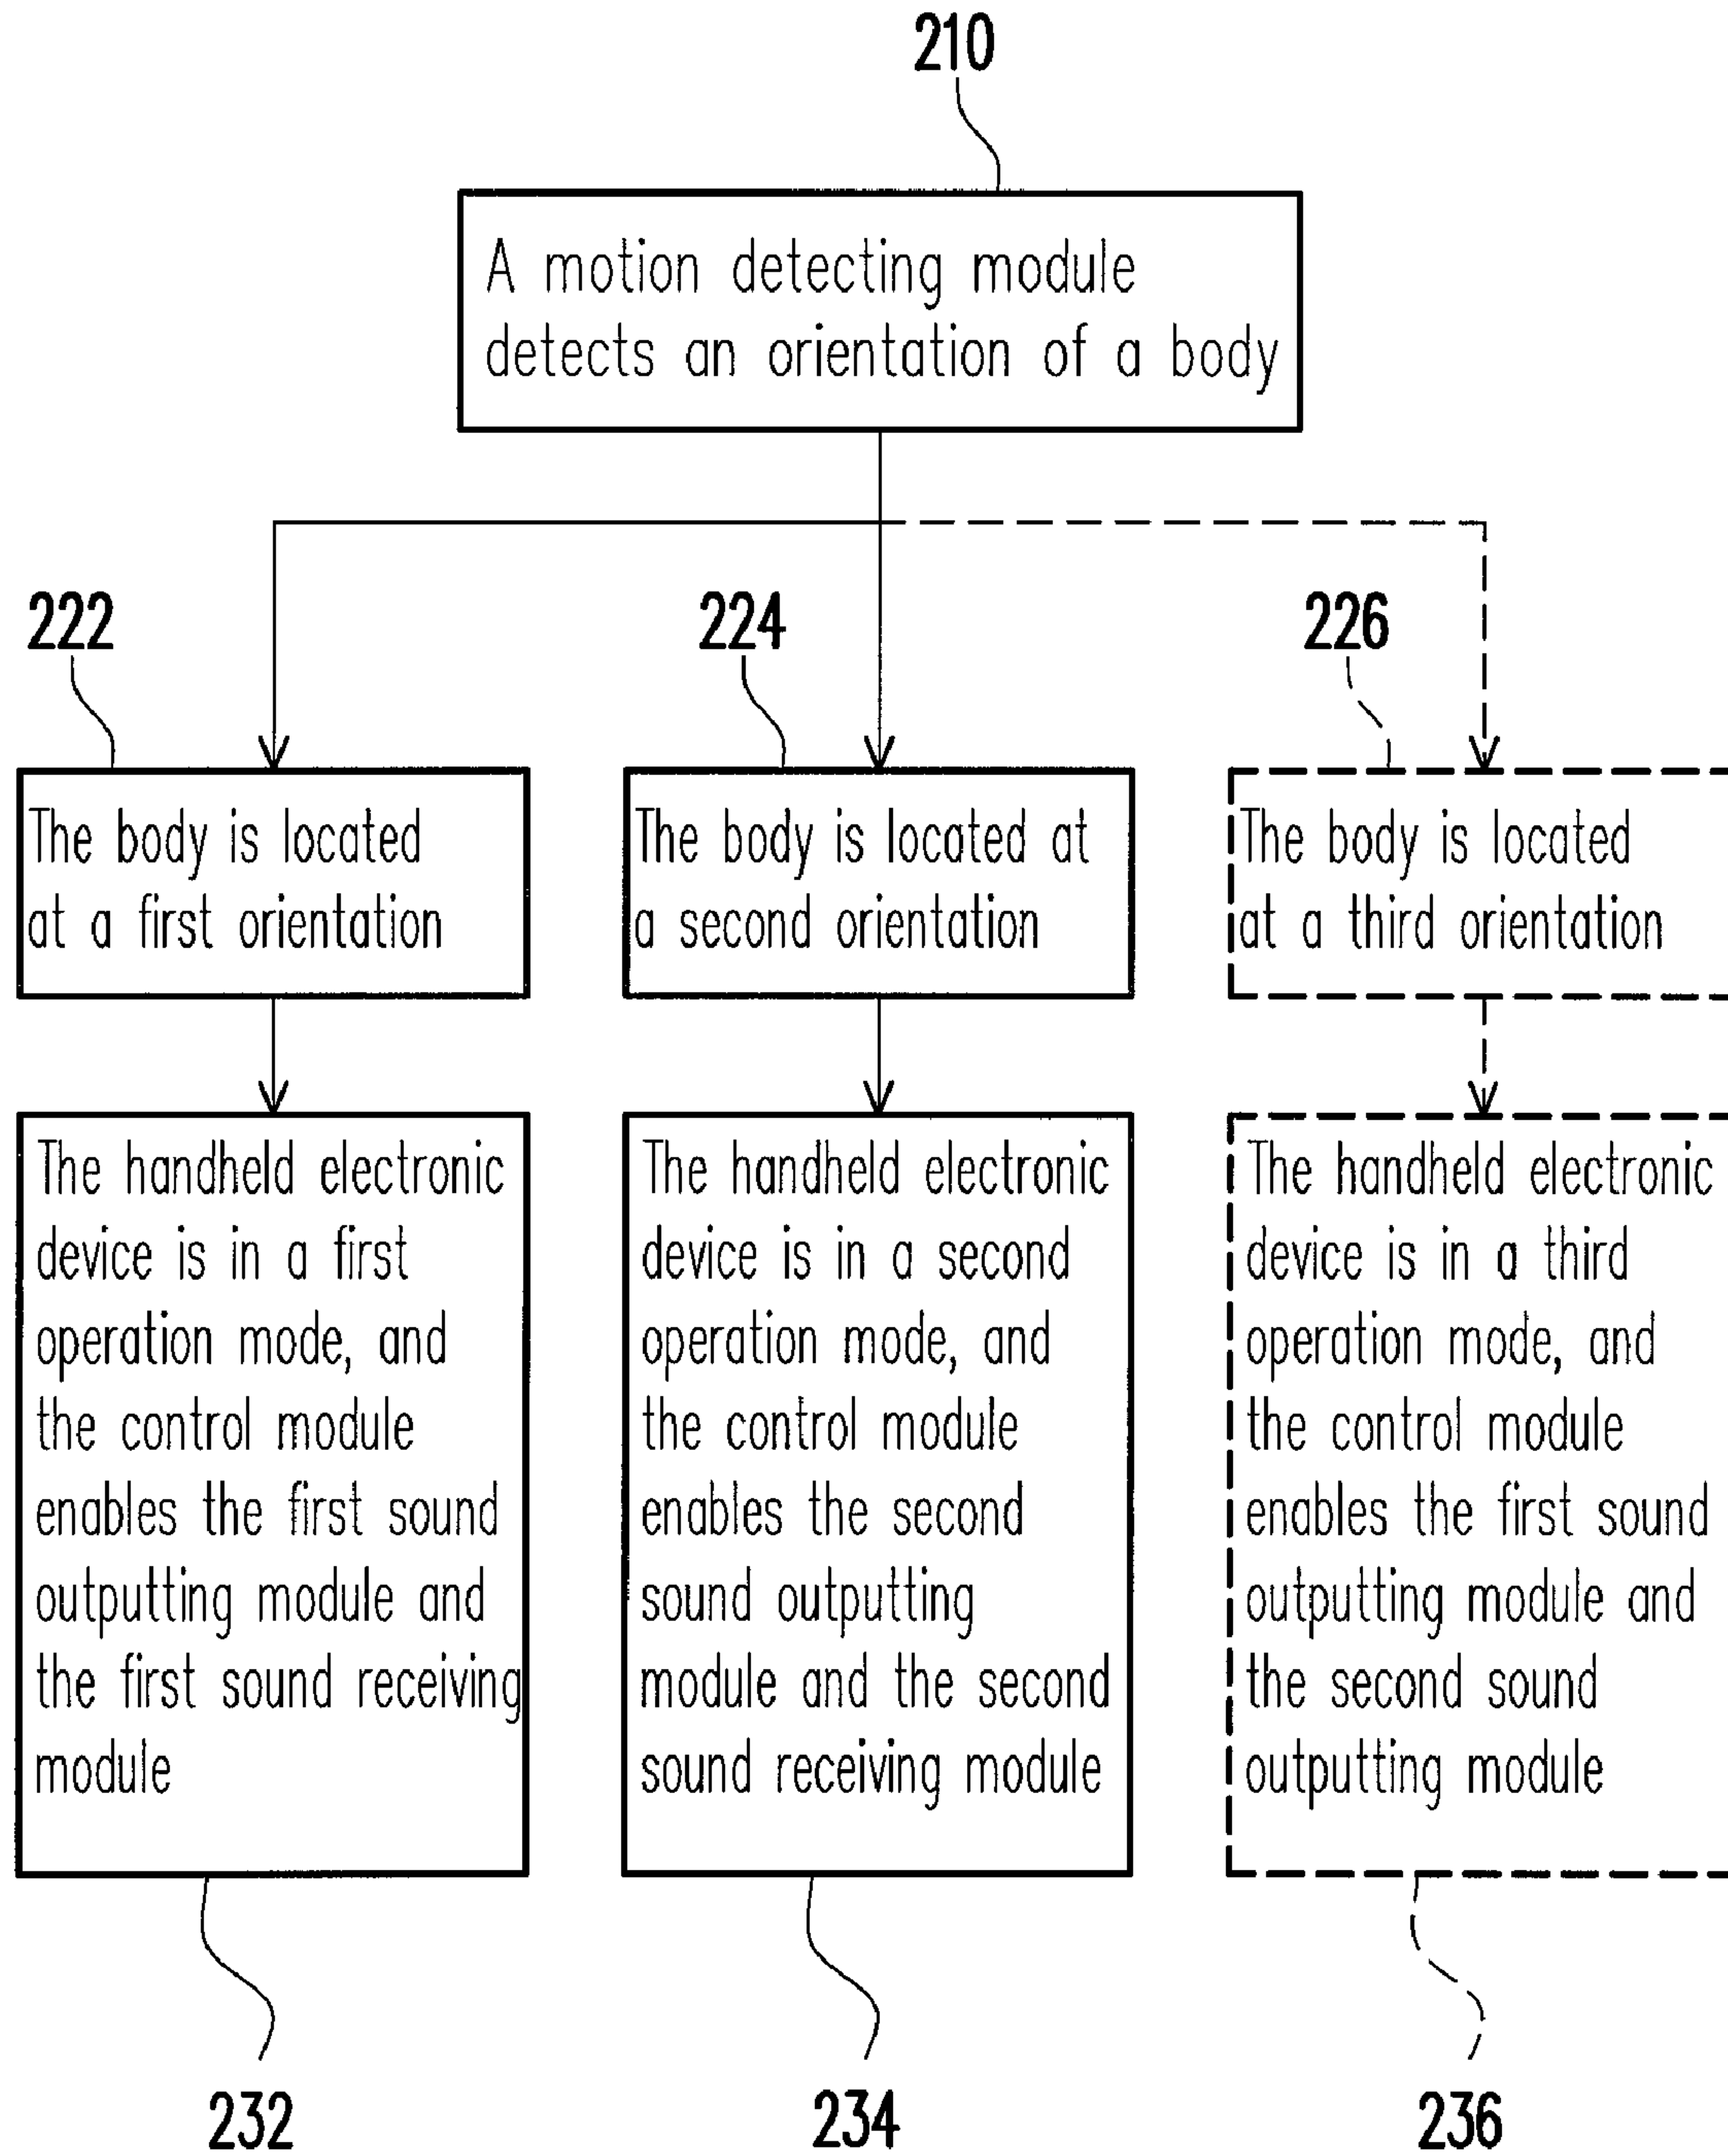 210
A motion detecting module
detects an orientation of a body
222
224
226
The body is located
at a first orientation
The body is located at
a second orientation
The body is located
at a third orientation
The handheld electronic
device is in a first
operation mode, and
the control module
enables the first sound
outputting module and
the first sound receiving
module
The handheld electronic
device is in a second
operation mode, and
the control module
enables the second
sound outputting
module and the second
sound receiving module
The handheld electronic
device is in a third
operation mode, and
the control module
enables the first sound
outputting module and
the second sound
outputting module
232
234
236